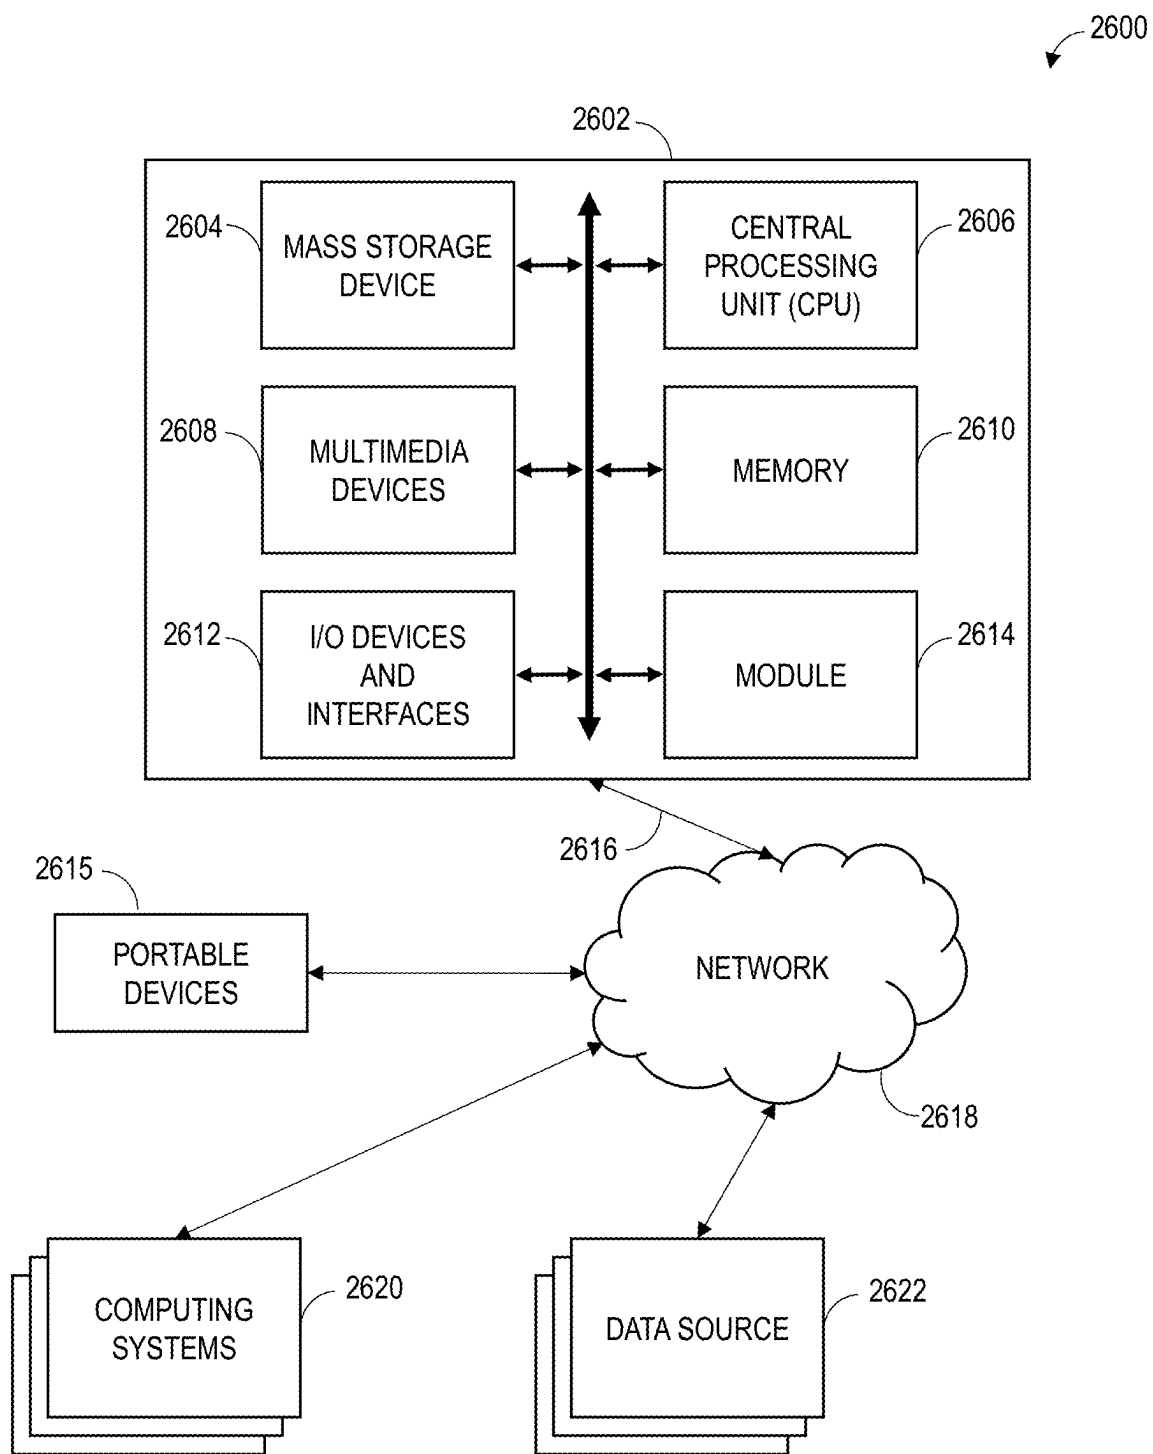 2600
2602
2604
MASS STORAGE
DEVICE
CENTRAL
PROCESSING
UNIT (CPU)
2606
2608
MULTIMEDIA
DEVICES
MEMORY
2610
2612
I/O DEVICES
AND
INTERFACES
MODULE
2614
2616
2615
PORTABLE
DEVICES
NETWORK
2618
COMPUTING
SYSTEMS
2620
DATA SOURCE
2622